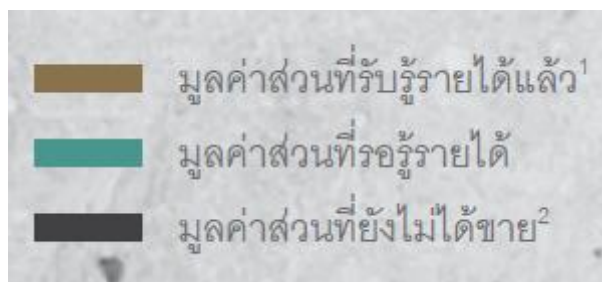 มูลค่าส่วนที่รับรู้รายได้แล้ว¹
มูลค่าส่วนที่รอรู้รายได้
มูลค่าส่วนที่ยังไม่ได้ขาย²